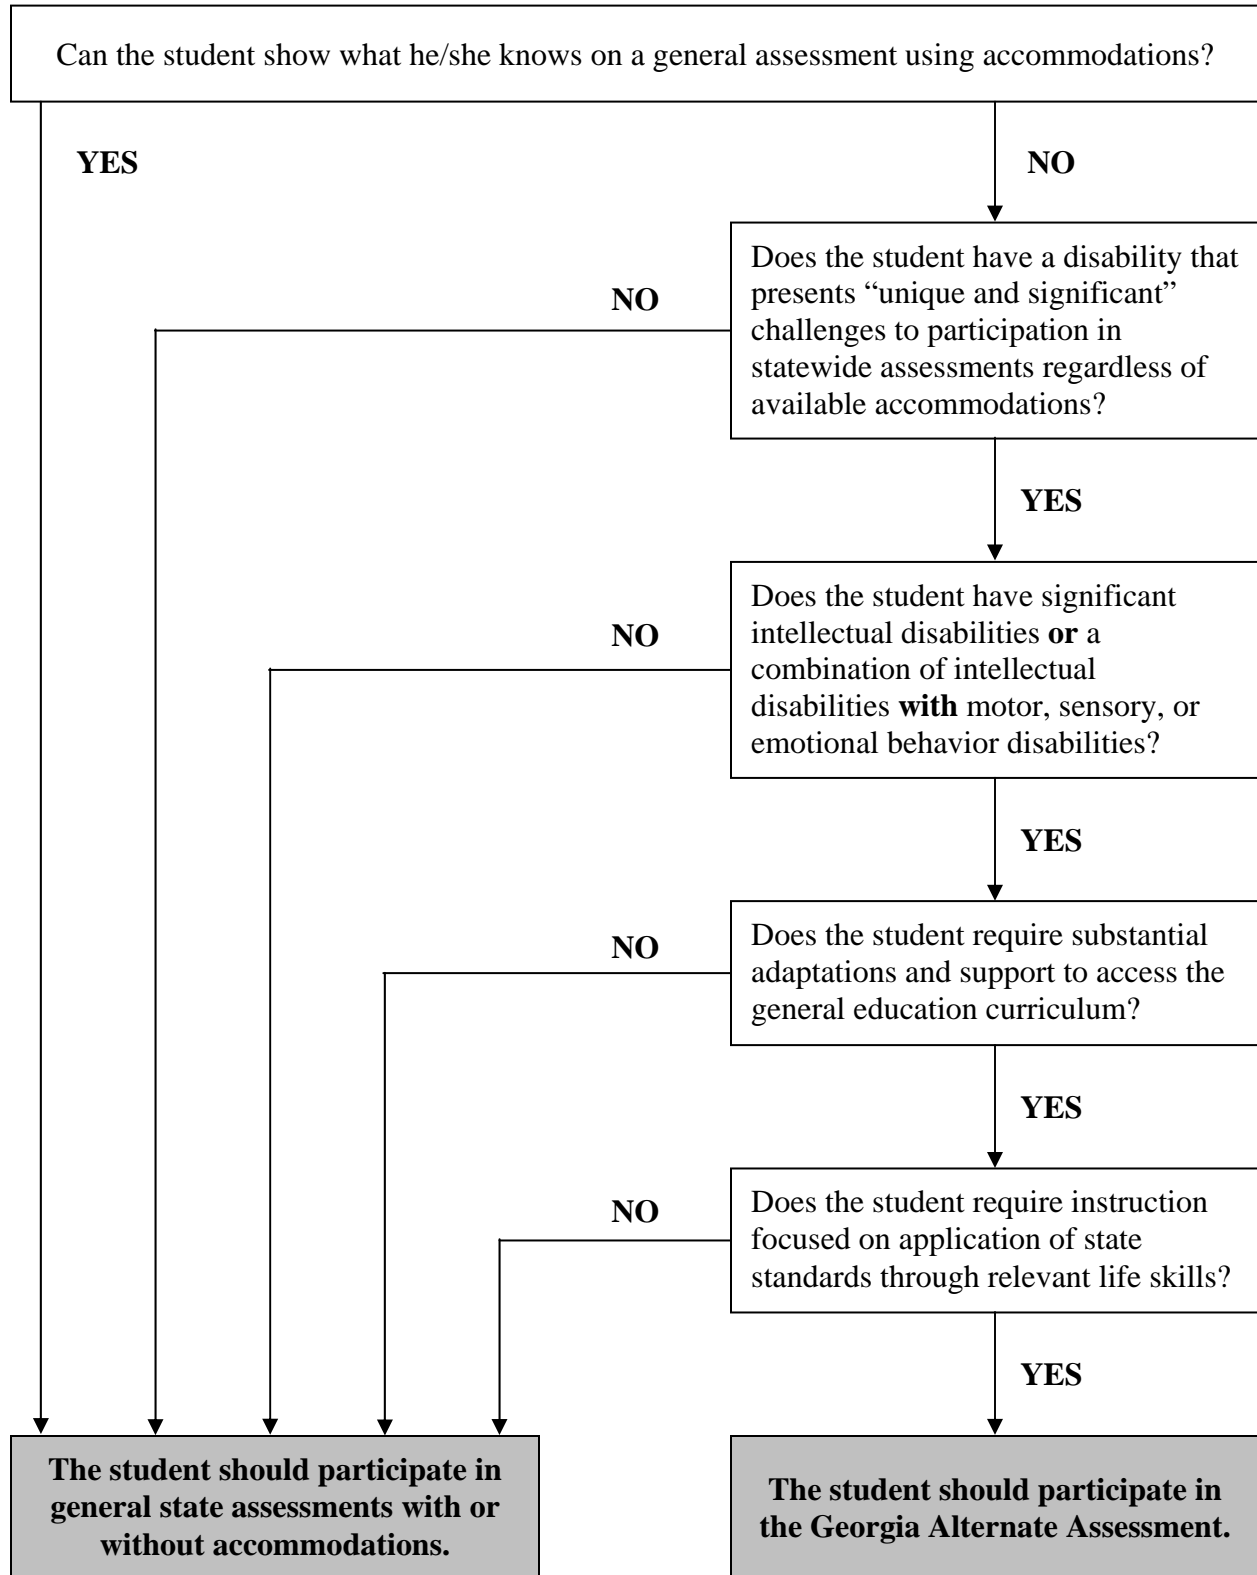 Can the student show what he/she knows on a general assessment using accommodations?
YES
NO
Does the student have a disability that
presents “unique and significant”
challenges to participation in
statewide assessments regardless of
available accommodations?
NO
YES
Does the student have significant
intellectual disabilities or a
combination of intellectual
disabilities with motor, sensory, or
emotional behavior disabilities?
NO
YES
Does the student require substantial
adaptations and support to access the
general education curriculum?
NO
YES
Does the student require instruction
focused on application of state
standards through relevant life skills?
NO
YES
The student should participate in
general state assessments with or
without accommodations.
The student should participate in
the Georgia Alternate Assessment.